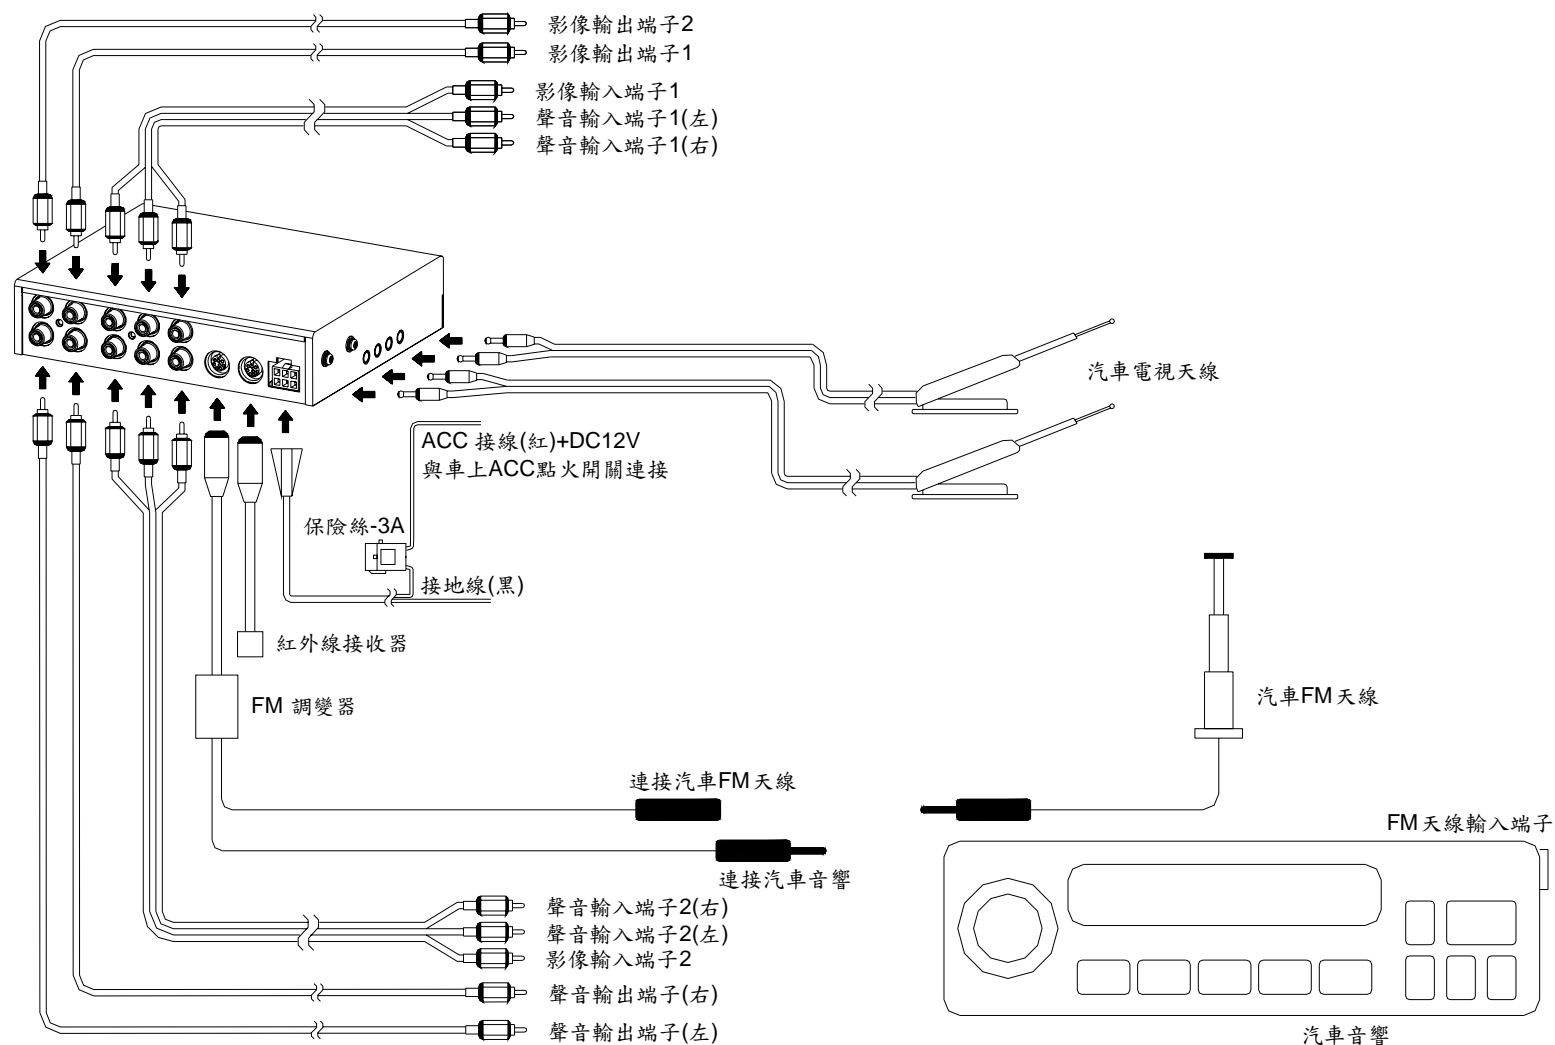 影像輸出端子2
影像輸出端子1
影像輸入端子1
聲音輸入端子1(左)
聲音輸入端子1(右)
汽車電視天線
ACC 接線(紅)+DC12V
與車上ACC點火開關連接
保險絲-3A
接地線(黑)
紅外線接收器
FM 調變器
汽車FM天線
連接汽車FM天線
FM天線輸入端子
連接汽車音響
聲音輸入端子2(右)
聲音輸入端子2(左)
影像輸入端子2
聲音輸出端子(右)
聲音輸出端子(左)
汽車音響